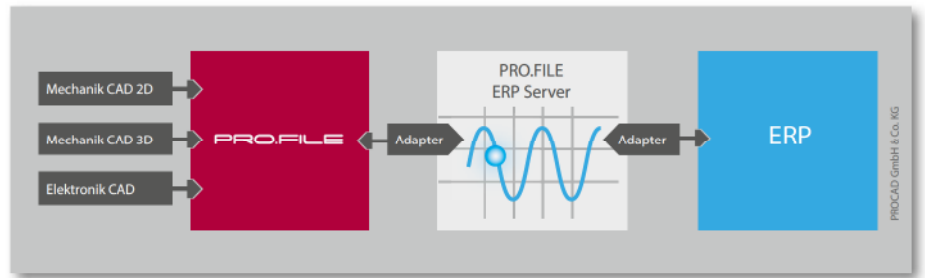 Mechanik CAD 2D
Mechanik CAD 3D
Elektronik CAD
PRO.FILE
Adapter
PRO.FILE
ERP Server
Adapter
ERP
PROCAD GmbH & Co. KG